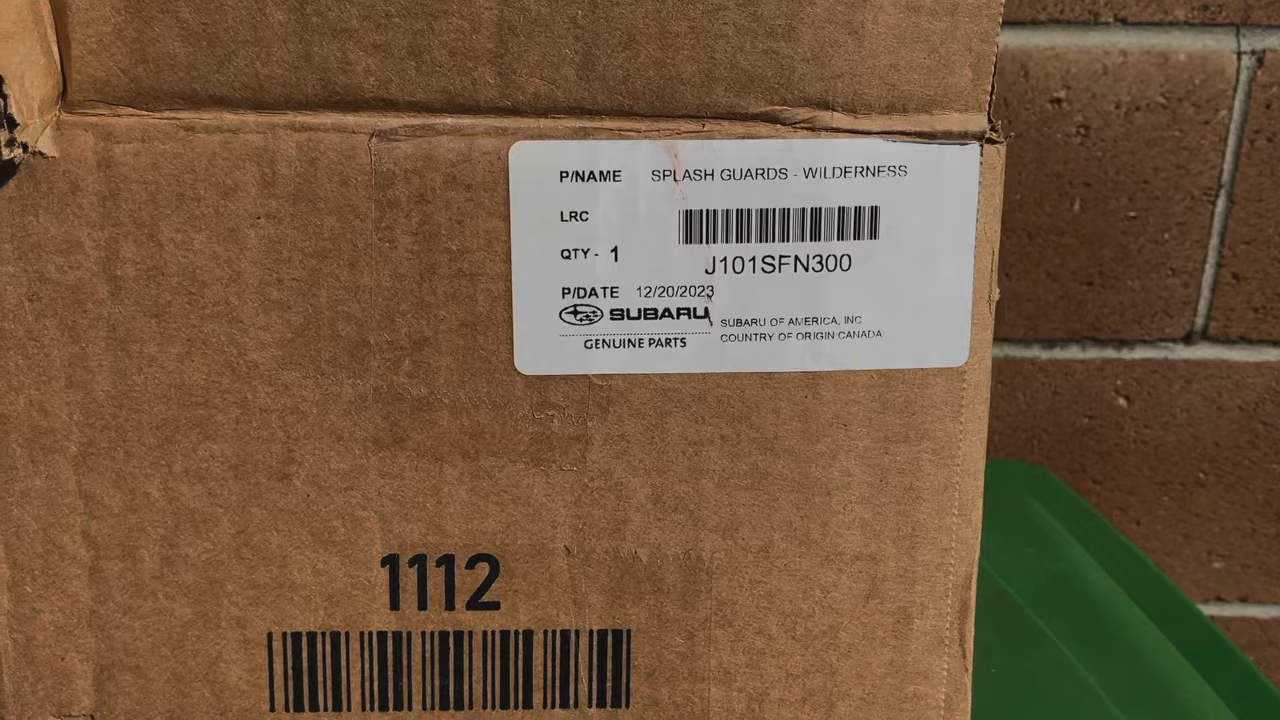 P/NAME SPLASH GUARDS - WILDERNESS
LRC
QTY - 1
J101SFN300
P/DATE 12/20/2023
SUBARU
GENUINE PARTS
SUBARU OF AMERICA, INC
COUNTRY OF ORIGIN CANADA
1112